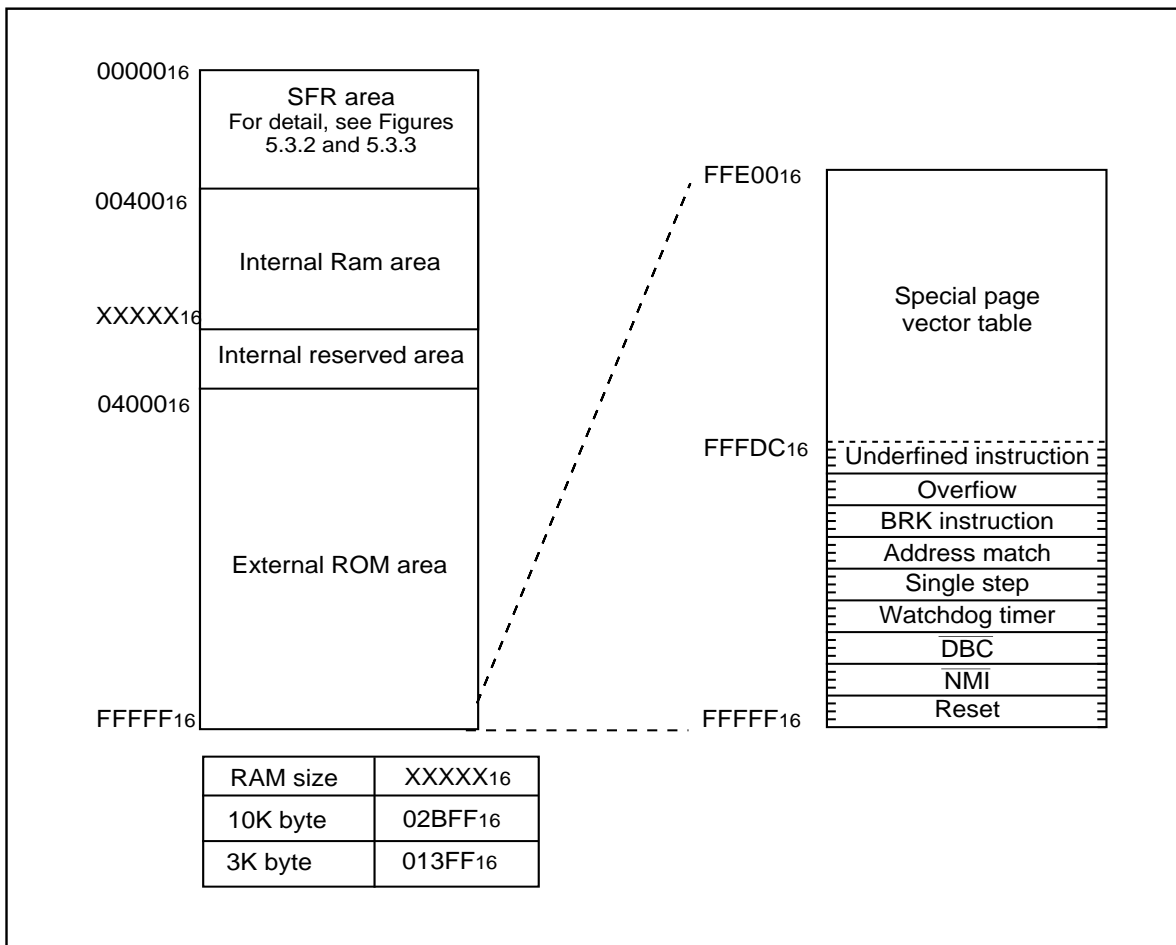 0000016
SFR area
For detail, see Figures
5.3.2 and 5.3.3
0040016
Internal Ram area
XXXXX16
Internal reserved area
0400016
External ROM area
FFFFF16
FFE0016
Special page
vector table
FFFDC16
Underfined instruction
Overfiow
BRK instruction
Address match
Single step
Watchdog timer
DBC
NMI
Reset
FFFFF16
RAM size XXXXX16
10K byte 02BFF16
3K byte 013FF16